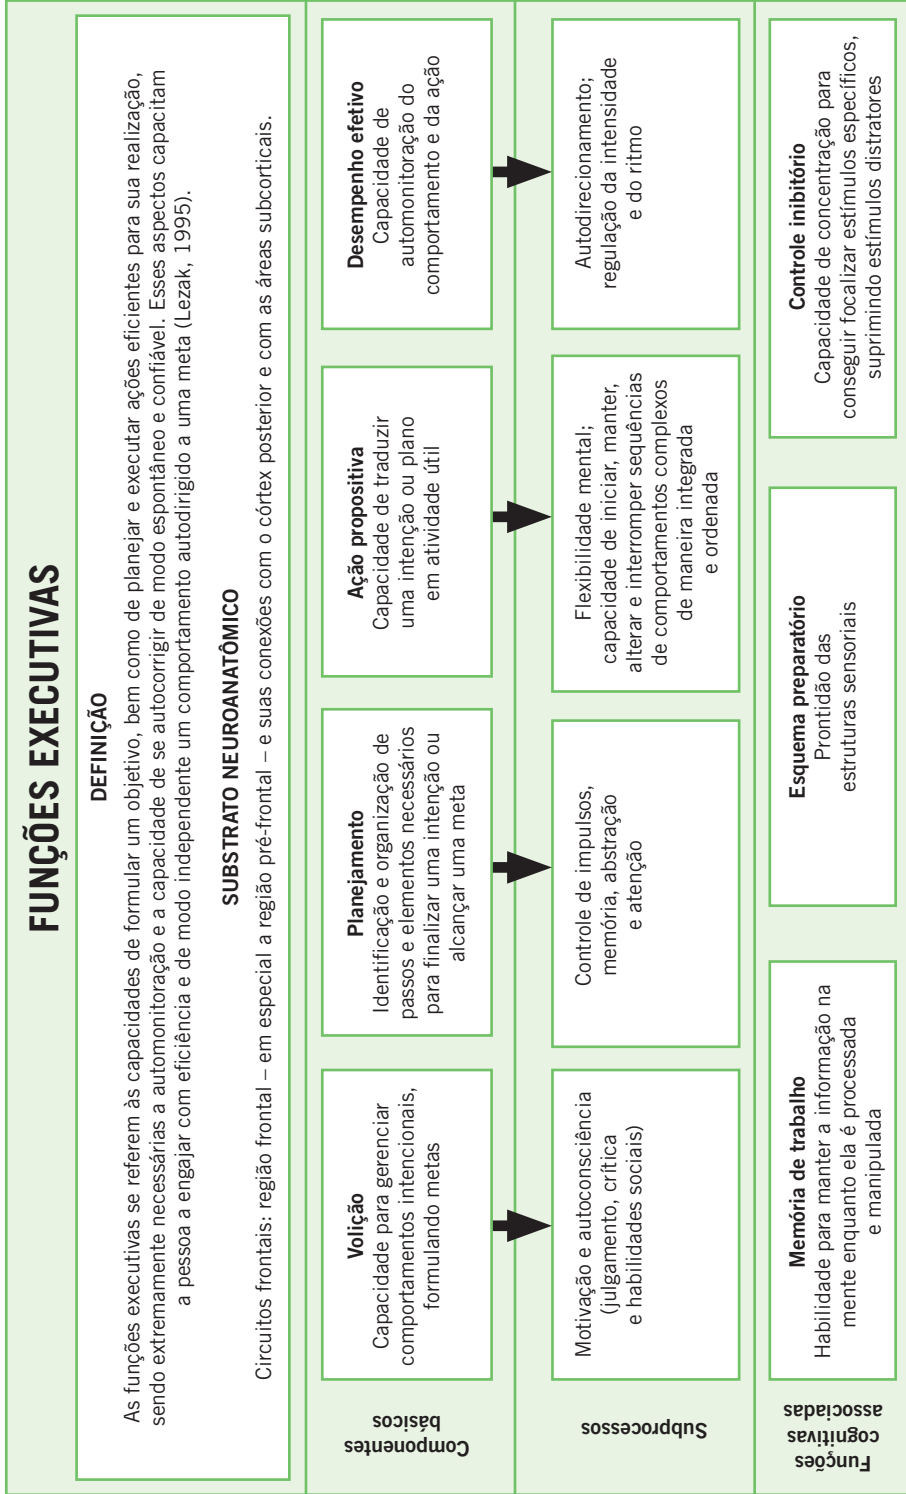 FUNÇÕES EXECUTIVAS
DEFINIÇÃO
As funções executivas se referem às capacidades de formular um objetivo, bem como de planejar e executar ações eficientes para sua realização,
sendo extremamente necessárias a automonitoração e a capacidade de se autocorrigir de modo espontâneo e confiável. Esses aspectos capacitam
a pessoa a engajar com eficiência e de modo independente um comportamento autodirigido a uma meta (Lezak, 1995).
SUBSTRATO NEUROANATÔMICO
Circuitos frontais: região frontal – em especial a região pré-frontal – e suas conexões com o córtex posterior e com as áreas subcorticais.
Componentes
básicos
Volição
Capacidade para gerenciar
comportamentos intencionais,
formulando metas
Planejamento
Identificação e organização de
passos e elementos necessários
para finalizar uma intenção ou
alcançar uma meta
Ação propositiva
Capacidade de traduzir
uma intenção ou plano
em atividade útil
Desempenho efetivo
Capacidade de
automonitoração do
comportamento e da ação
Subprocessos
Motivação e autoconsciência
(julgamento, crítica
e habilidades sociais)
Controle de impulsos,
memória, abstração
e atenção
Flexibilidade mental;
capacidade de iniciar, manter,
alterar e interromper sequências
de comportamentos complexos
de maneira integrada
e ordenada
Autodirecionamento;
regulação da intensidade
e do ritmo
Funções
cognitivas
associadas
Memória de trabalho
Habilidade para manter a informação na
mente enquanto ela é processada
e manipulada
Esquema preparatório
Prontidão das
estruturas sensoriais
Controle inibitório
Capacidade de concentração para
conseguir focalizar estímulos específicos,
suprimindo estímulos distratores